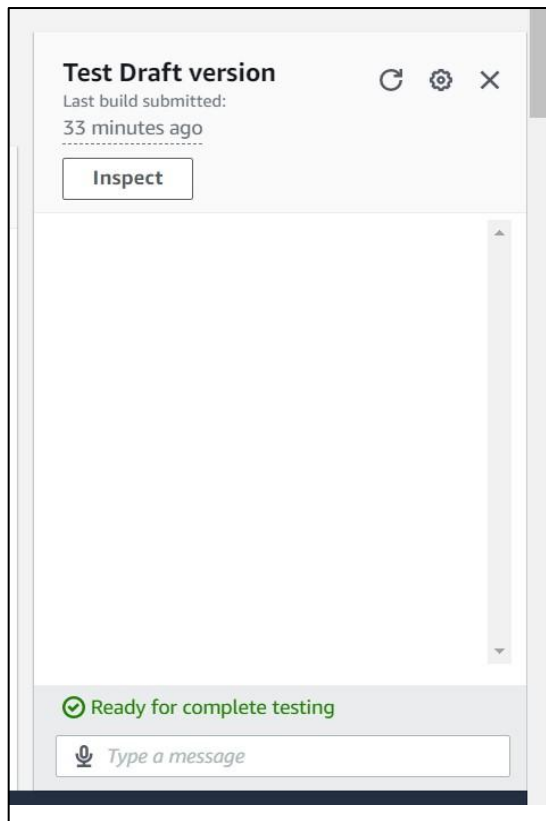 Test Draft version
Last build submitted:
33 minutes ago
Inspect
Ready for complete testing
Type a message